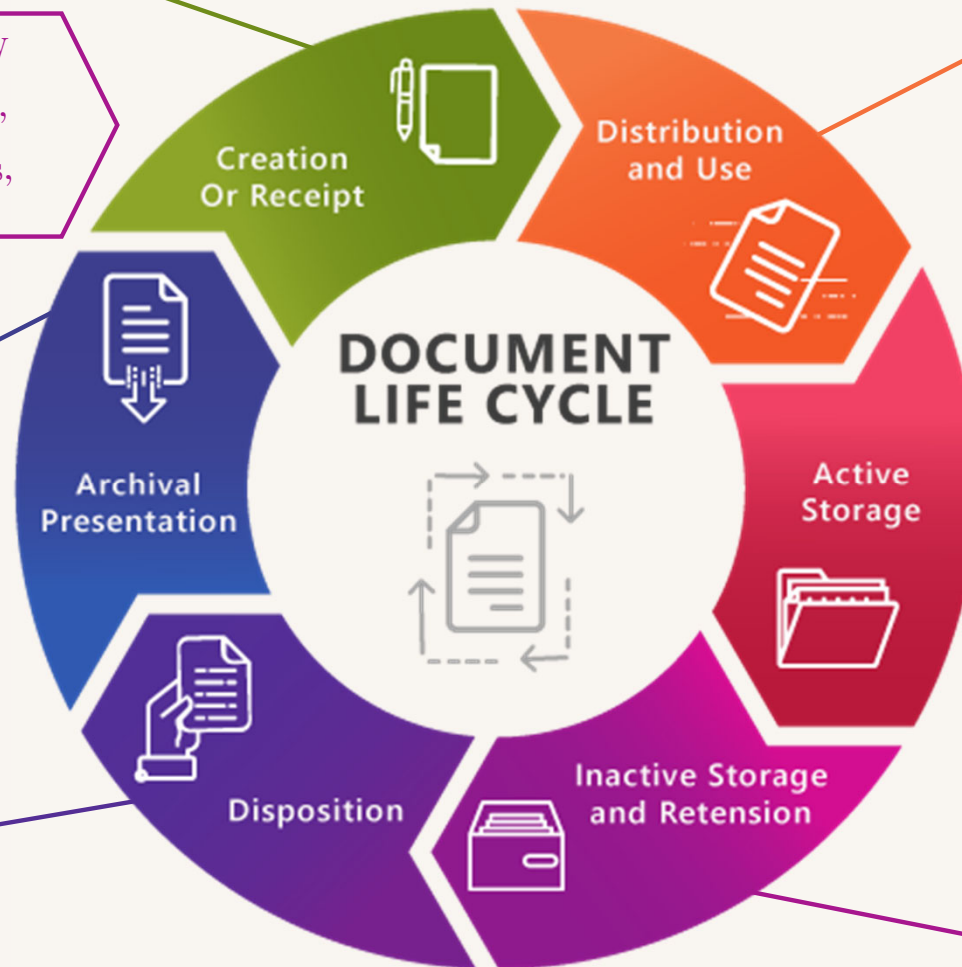 Creation
Or Receipt
Distribution
and Use
DOCUMENT
LIFE CYCLE
Active
Storage
Archival
Presentation
Inactive Storage
and Retension
Disposition